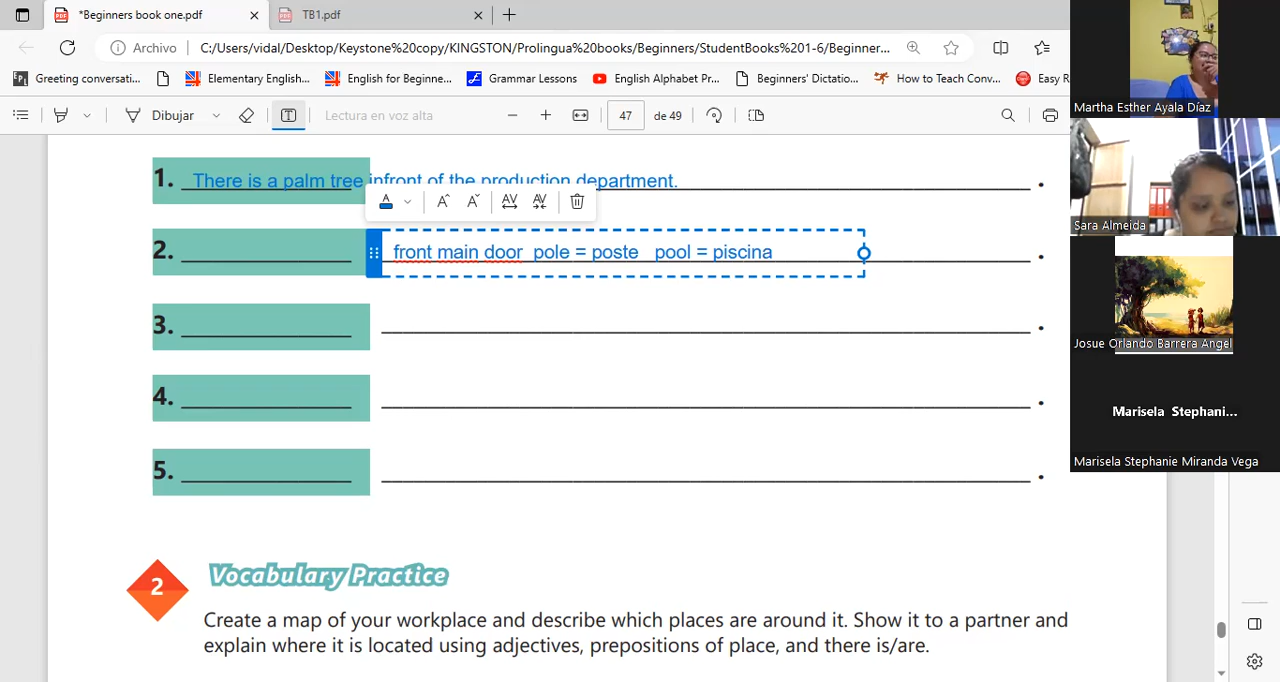 *Beginners book one.pdf
TB1.pdf
Archivo
C:/Users/vidal/Desktop/Keystone%20copy/KINGSTON/Prolingua%20books/Beginners/StudentBooks%201-6/Beginner...
Greeting conversati...
Elementary English...
English for Beginne...
Grammar Lessons
English Alphabet Pr...
Beginners' Dictatio...
How to Teach Conv...
Easy R
Dibujar
Lectura en voz alta
47
de 49
1. There is a palm tree infront of the production department. .
2. front main door pole = poste pool = piscina .
3. .
4. .
5. .
2
Vocabulary Practice
Create a map of your workplace and describe which places are around it. Show it to a partner and
explain where it is located using adjectives, prepositions of place, and there is/are.
Martha Esther Ayala Díaz
Sara Almeida
Josue Orlando Barrera Angel
Marisela Stephani...
Marisela Stephanie Miranda Vega